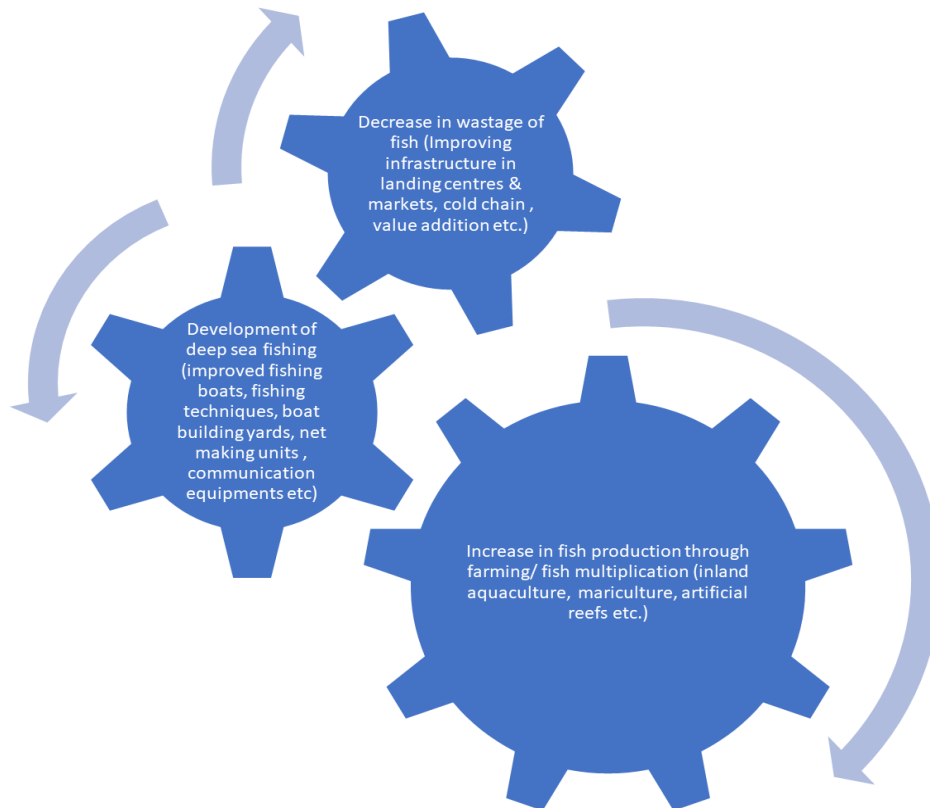 Decrease in wastage of
fish (Improving
infrastructure in
landing centres &
markets, cold chain ,
value addition etc.)
Development of
deep sea fishing
(improved fishing
boats, fishing
techniques, boat
building yards, net
making units ,
communication
equipments etc)
Increase in fish production through
farming/ fish multiplication (inland
aquaculture, mariculture, artificial
reefs etc.)